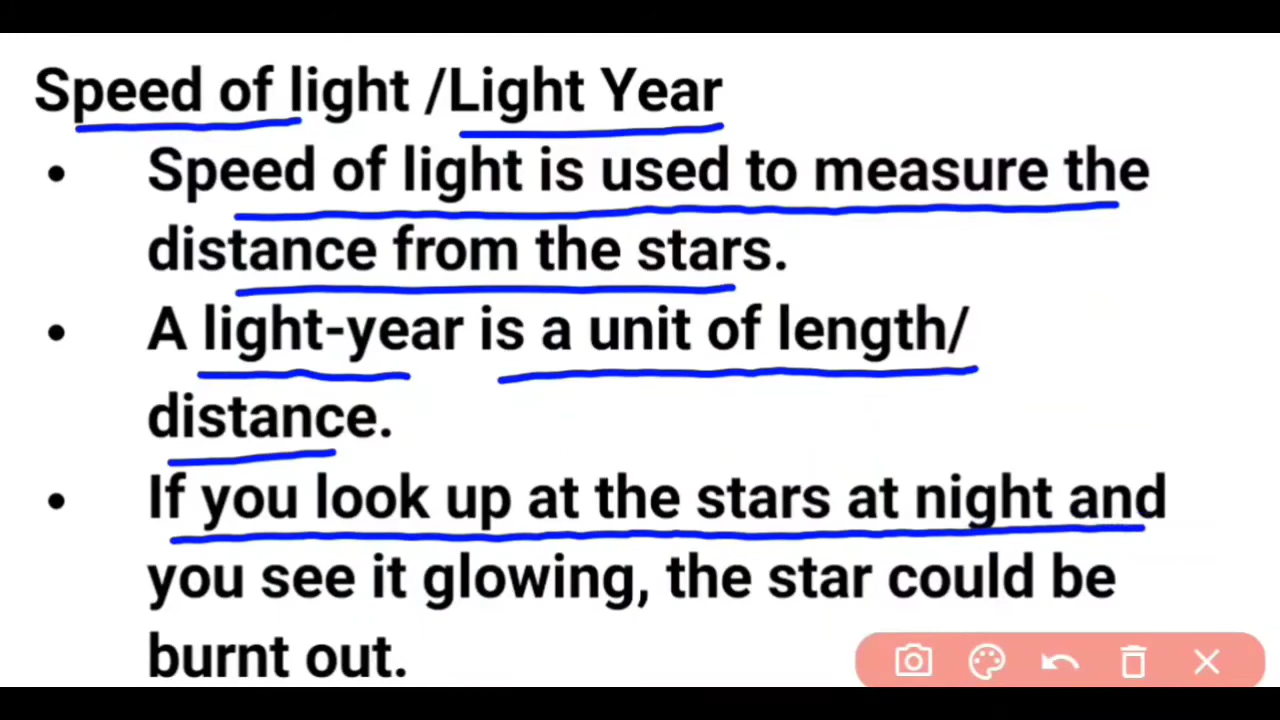 Speed of light /Light Year
• Speed of light is used to measure the
distance from the stars.
• A light-year is a unit of length/
distance.
• If you look up at the stars at night and
you see it glowing, the star could be
burnt out.